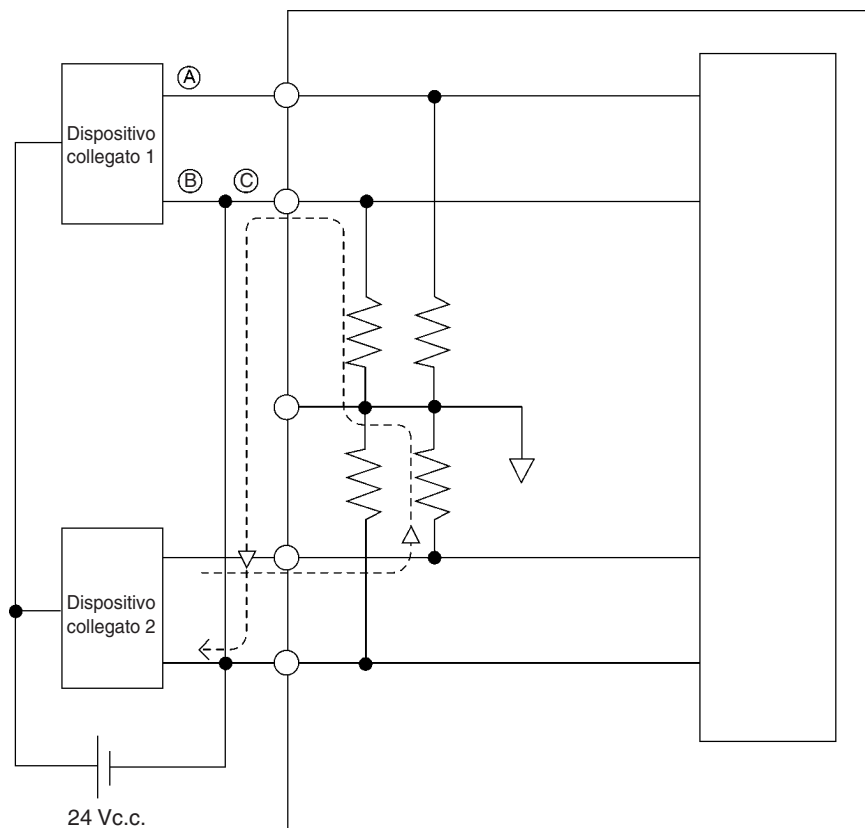 A
Dispositivo
collegato 1
B C
Dispositivo
collegato 2
24 Vc.c.